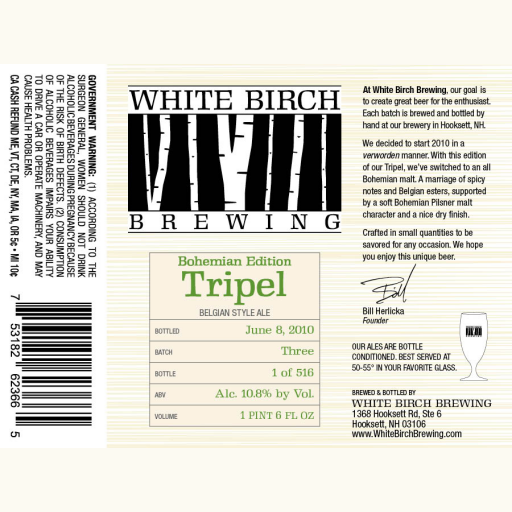 GOVERNMENT WARNING: (1) ACCORDING TO THE
SURGEON GENERAL, WOMEN SHOULD NOT DRINK
ALCOHOLIC BEVERAGES DURING PREGNANCY BECAUSE
OF THE RISK OF BIRTH DEFECTS. (2) CONSUMPTION
OF ALCOHOLIC BEVERAGES IMPAIRS YOUR ABILITY
TO DRIVE A CAR OR OPERATE MACHINERY, AND MAY
CAUSE HEALTH PROBLEMS.
CA CASH REFUND ME, VT, CT, DE, NY, MA, IA, OR 5¢ • MI 10¢
7 53182 62366 5
WHITE BIRCH
BREWING
Bohemian Edition
Tripel
BELGIAN STYLE ALE
BOTTLED June 8, 2010
BATCH Three
BOTTLE 1 of 516
ABV Alc. 10.8% by Vol.
VOLUME 1 PINT 6 FL OZ
At White Birch Brewing, our goal is
to create great beer for the enthusiast.
Each batch is brewed and bottled by
hand at our brewery in Hooksett, NH.
We decided to start 2010 in a
verworden manner. With this edition
of our Tripel, we've switched to an all
Bohemian malt. A marriage of spicy
notes and Belgian esters, supported
by a soft Bohemian Pilsner malt
character and a nice dry finish.
Crafted in small quantities to be
savored for any occasion. We hope
you enjoy this unique beer.
Bill
Bill Herlicka
Founder
OUR ALES ARE BOTTLE
CONDITIONED. BEST SERVED AT
50-55° IN YOUR FAVORITE GLASS.
BREWED & BOTTLED BY
WHITE BIRCH BREWING
1368 Hooksett Rd, Ste 6
Hooksett, NH 03106
www.WhiteBirchBrewing.com